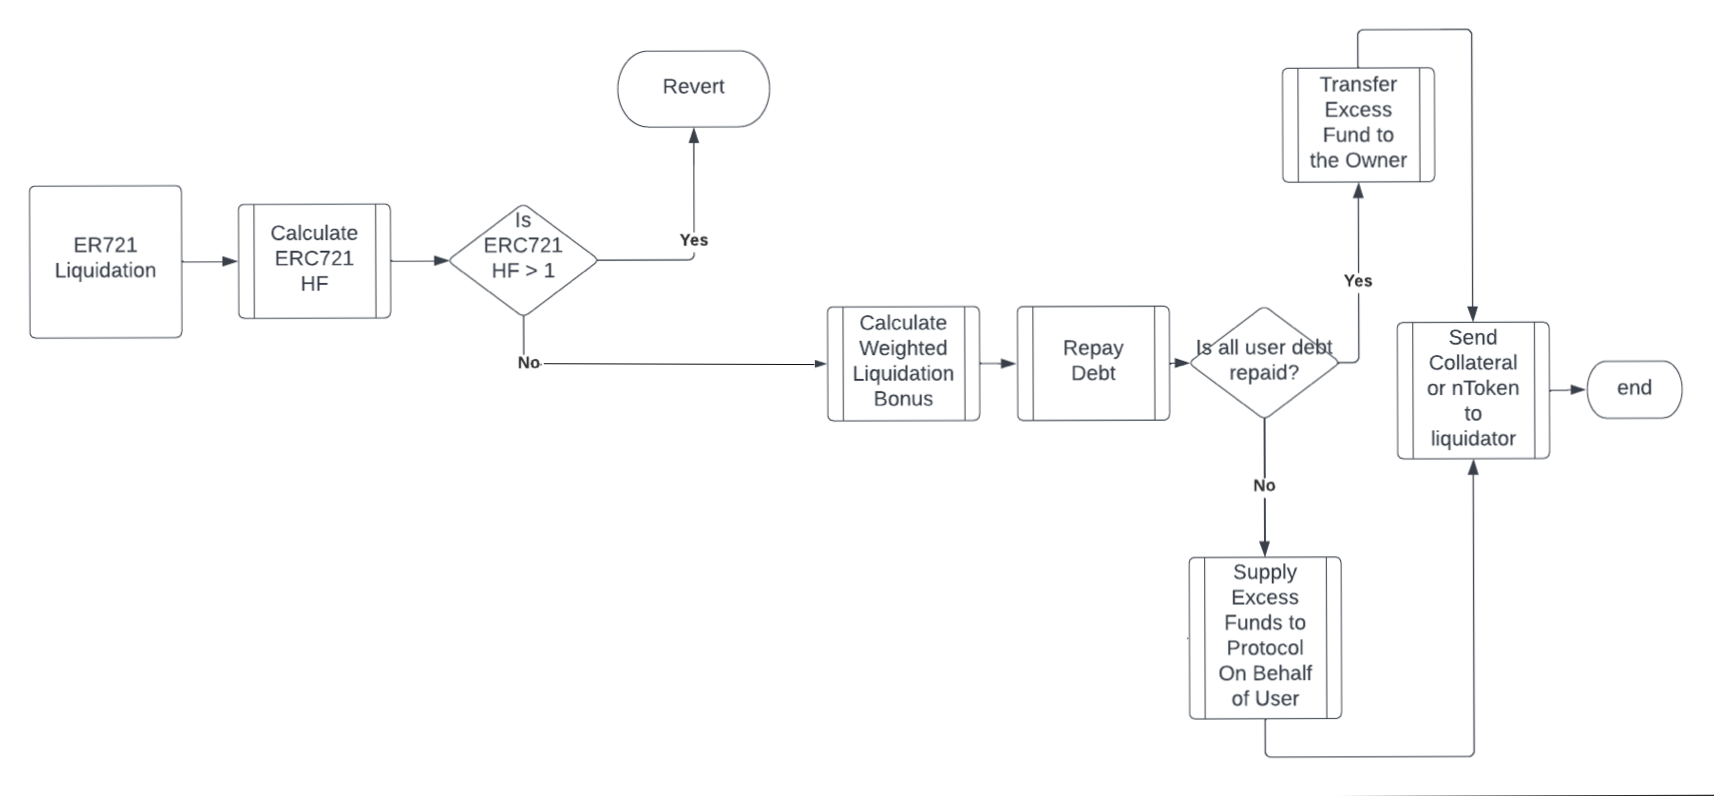 ER721
Liquidation
Calculate
ERC721
HF
Is
ERC721
HF > 1
Yes
Revert
No
Calculate
Weighted
Liquidation
Bonus
Repay
Debt
Is all user debt
repaid?
Yes
Transfer
Excess
Fund to
the Owner
No
Supply
Excess
Funds to
Protocol
On Behalf
of User
Send
Collateral
or nToken
to
liquidator
end